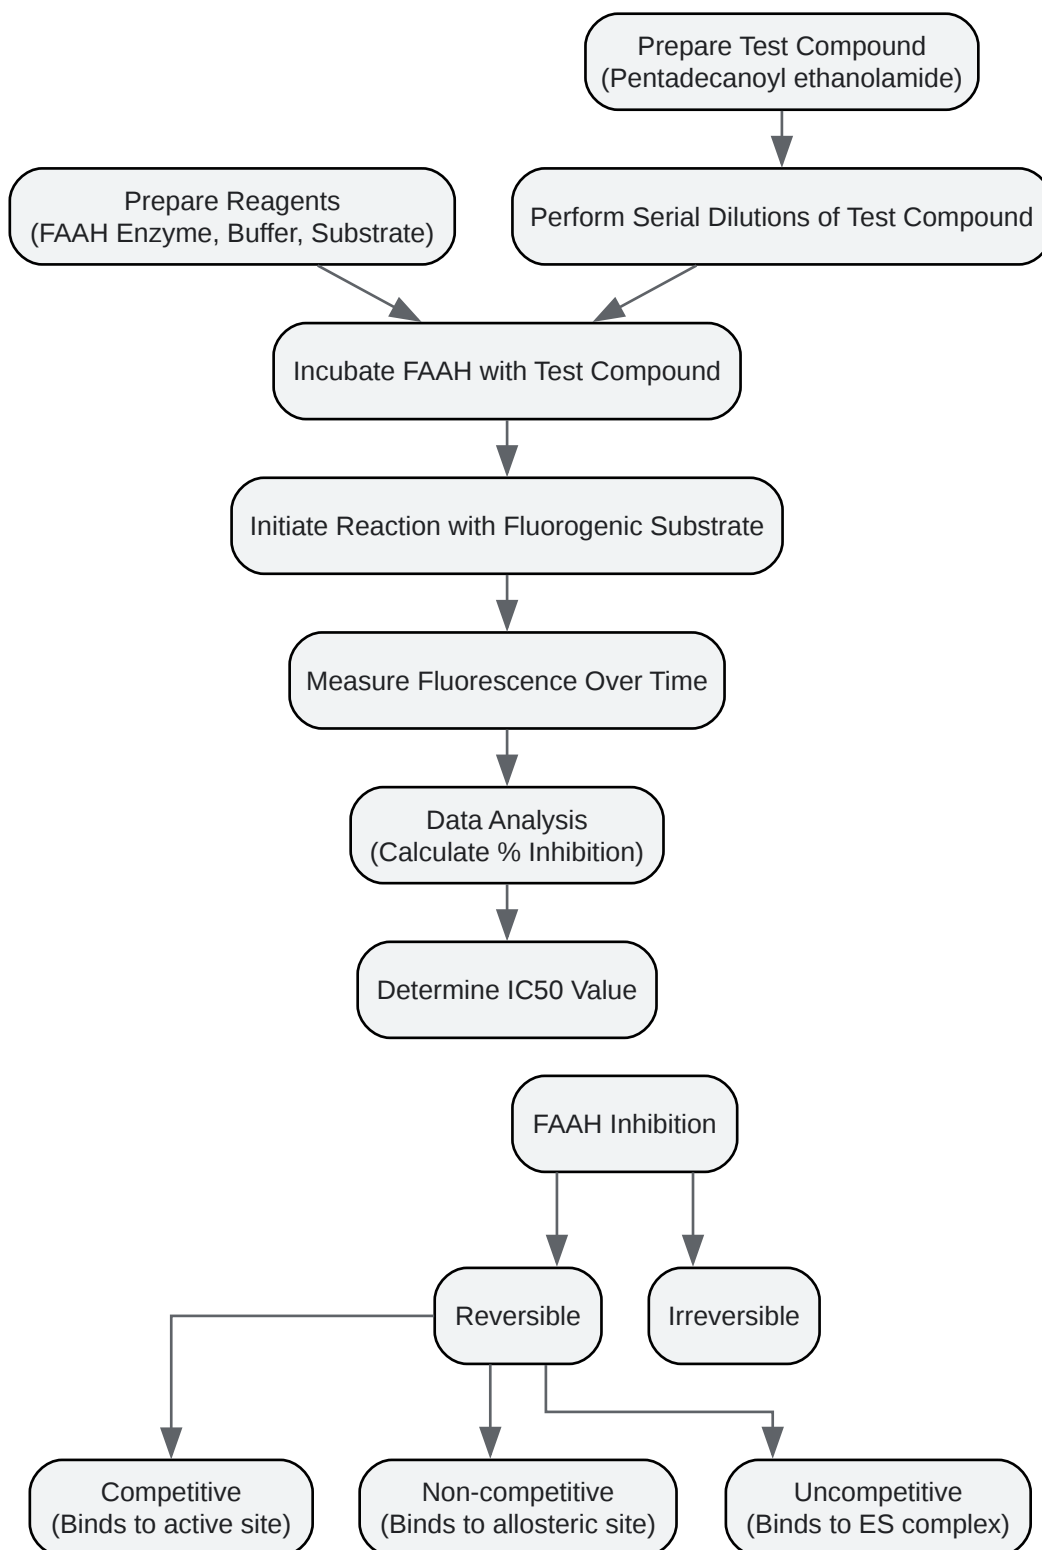 Prepare Test Compound
(Pentadecanoyl ethanolamide)
Prepare Reagents
(FAAH Enzyme, Buffer, Substrate)
Perform Serial Dilutions of Test Compound
Incubate FAAH with Test Compound
Initiate Reaction with Fluorogenic Substrate
Measure Fluorescence Over Time
Data Analysis
(Calculate % Inhibition)
Determine IC50 Value
FAAH Inhibition
Reversible
Irreversible
Competitive
(Binds to active site)
Non-competitive
(Binds to allosteric site)
Uncompetitive
(Binds to ES complex)